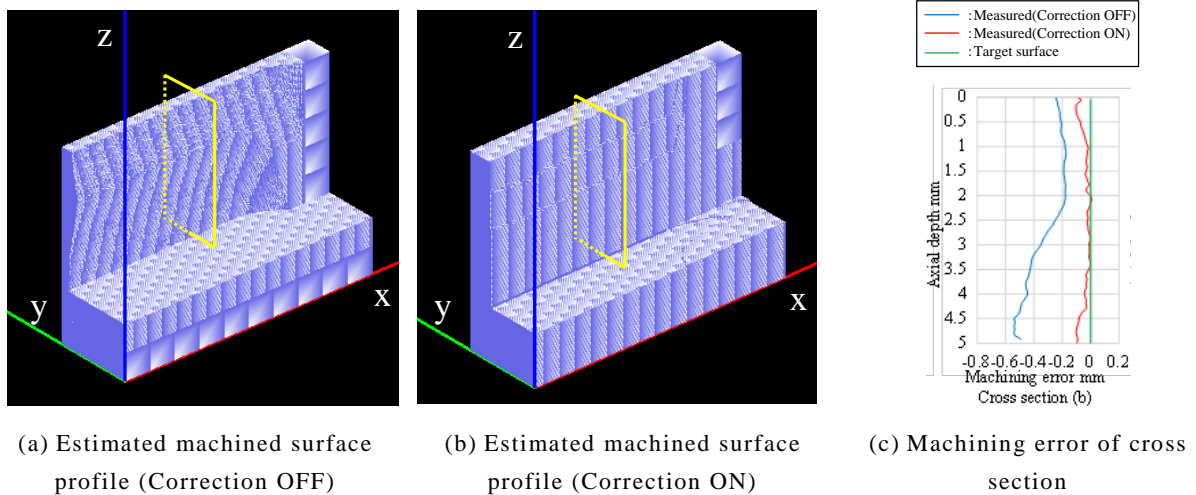 z
y
x
z
y
x
: Measured(Correction OFF)
: Measured(Correction ON)
: Target surface
0
0.5
1
1.5
2
2.5
3
3.5
4
4.5
5
Axial depth mm
-0.8 -0.6 -0.4 -0.2 0 0.2
Machining error mm
Cross section (b)
(a) Estimated machined surface
profile (Correction OFF)
(b) Estimated machined surface
profile (Correction ON)
(c) Machining error of cross
section